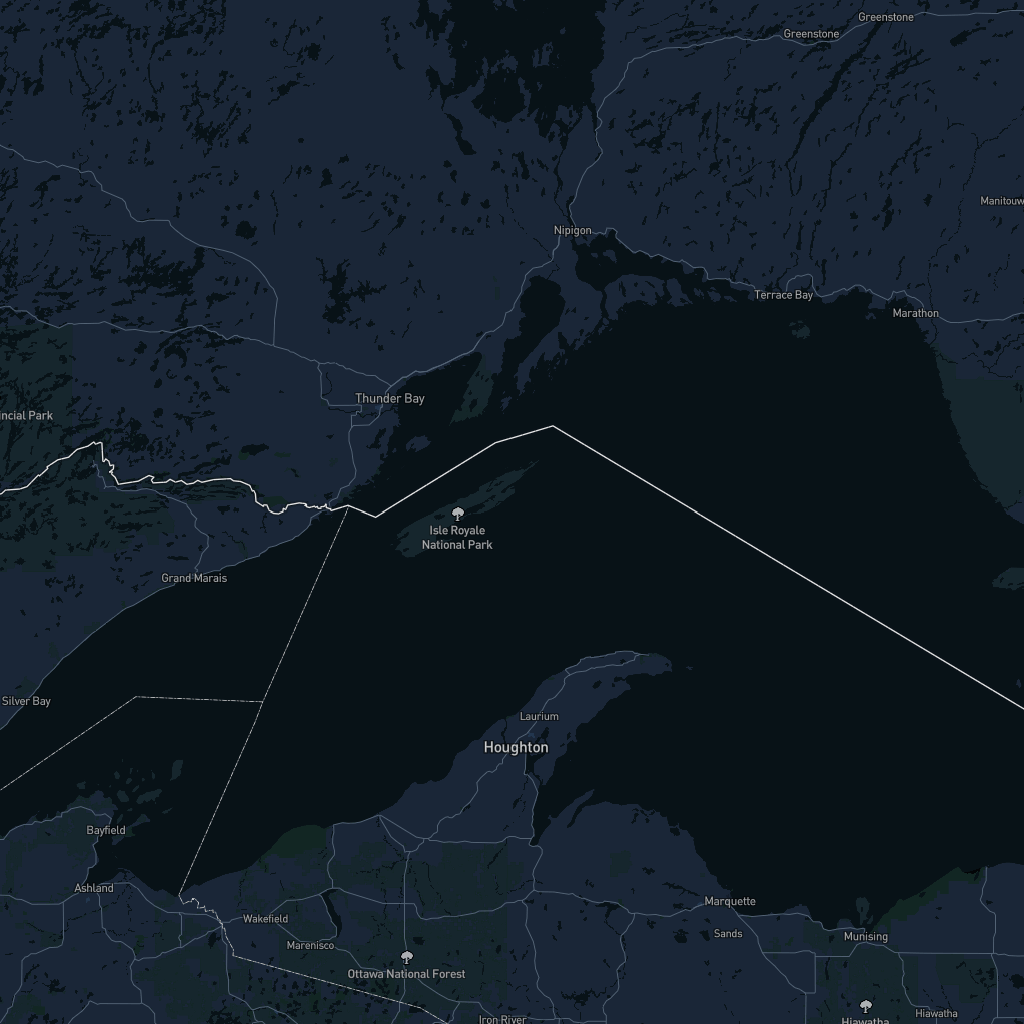 Greenstone
Greenstone
Manitouw
Nipigon
Terrace Bay
Marathon
Thunder Bay
ncial Park
Isle Royale
National Park
Grand Marais
Silver Bay
Laurium
Houghton
Bayfield
Ashland
Wakefield
Marquette
Sands
Munising
Marenisco
Ottawa National Forest
Iron River
Hiawatha
Hiawatha